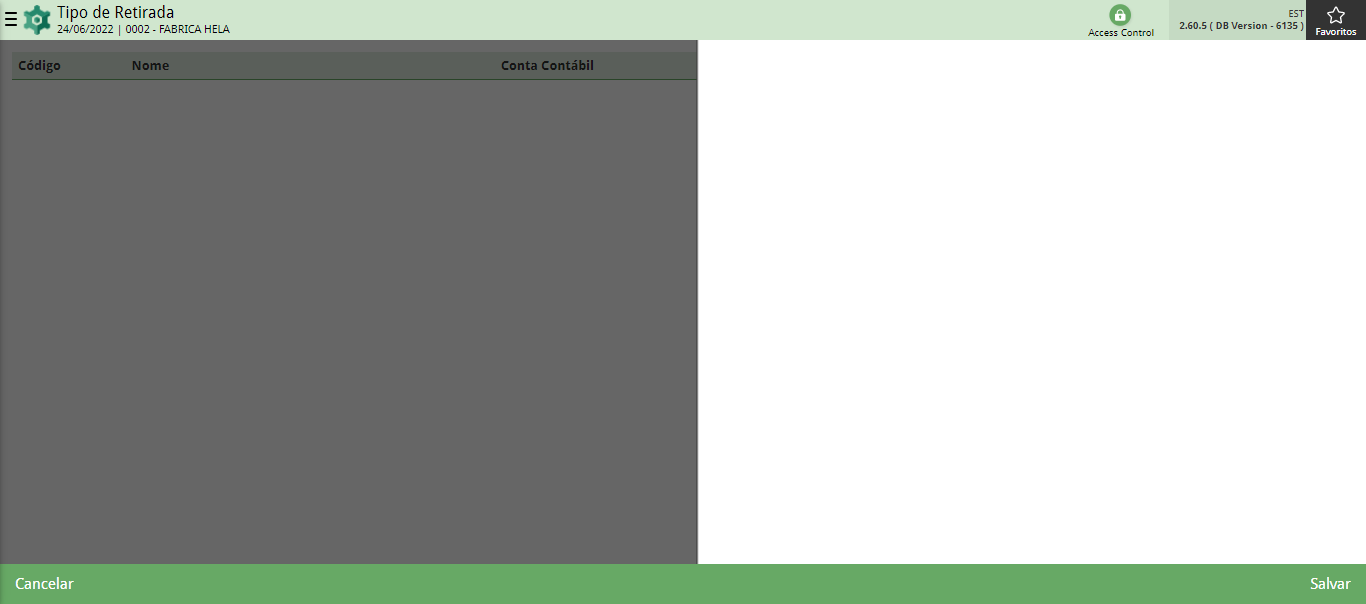 Tipo de Retirada
24/06/2022 | 0002 - FABRICA HELA
Access Control
EST
2.60.5 ( DB Version - 6135 )
Favoritos
Código Nome Conta Contábil
Cancelar Salvar